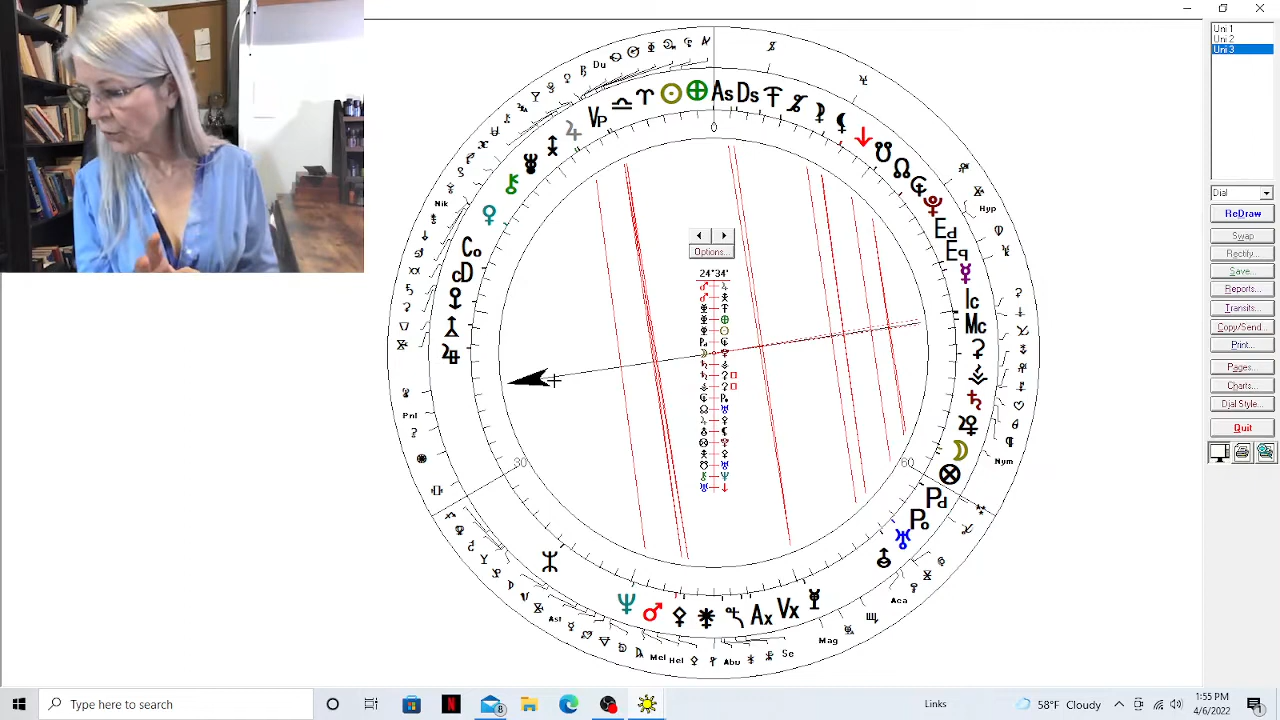 Uni 1
Uni 2
Uni 3
Dial
ReDraw
Swap
Rectify...
Save...
Reports...
Transits...
Copy/Send...
Print...
Pages...
Charts...
Dial Style...
Quit
Options...
24°34'
0
30
60
Du
Vp
As
Ds
Hyp
Ed
Eq
Ic
Mc
Nym
Pd
Po
Aca
Mag
Vx
Ax
Sc
Abu
Hel
Mel
Ast
Pnl
Co
cD
Nik
Type here to search
Links
58°F Cloudy
1:55 PM
4/6/2022
8
1